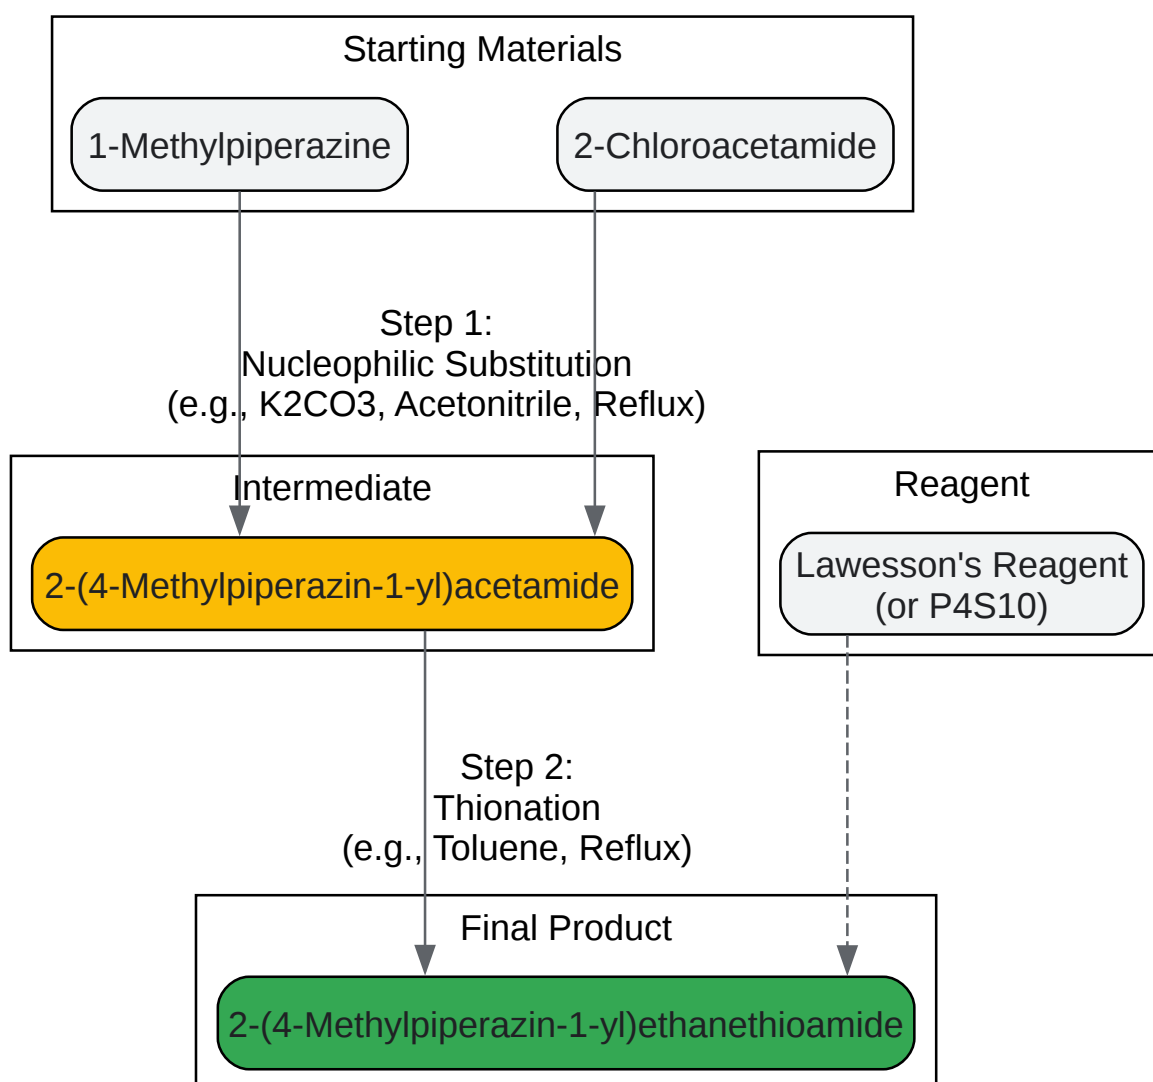 Starting Materials
1-Methylpiperazine
2-Chloroacetamide
Step 1:
Nucleophilic Substitution
(e.g., K2CO3, Acetonitrile, Reflux)
Intermediate
2-(4-Methylpiperazin-1-yl)acetamide
Reagent
Lawesson's Reagent
(or P4S10)
Step 2:
Thionation
(e.g., Toluene, Reflux)
Final Product
2-(4-Methylpiperazin-1-yl)ethanethioamide